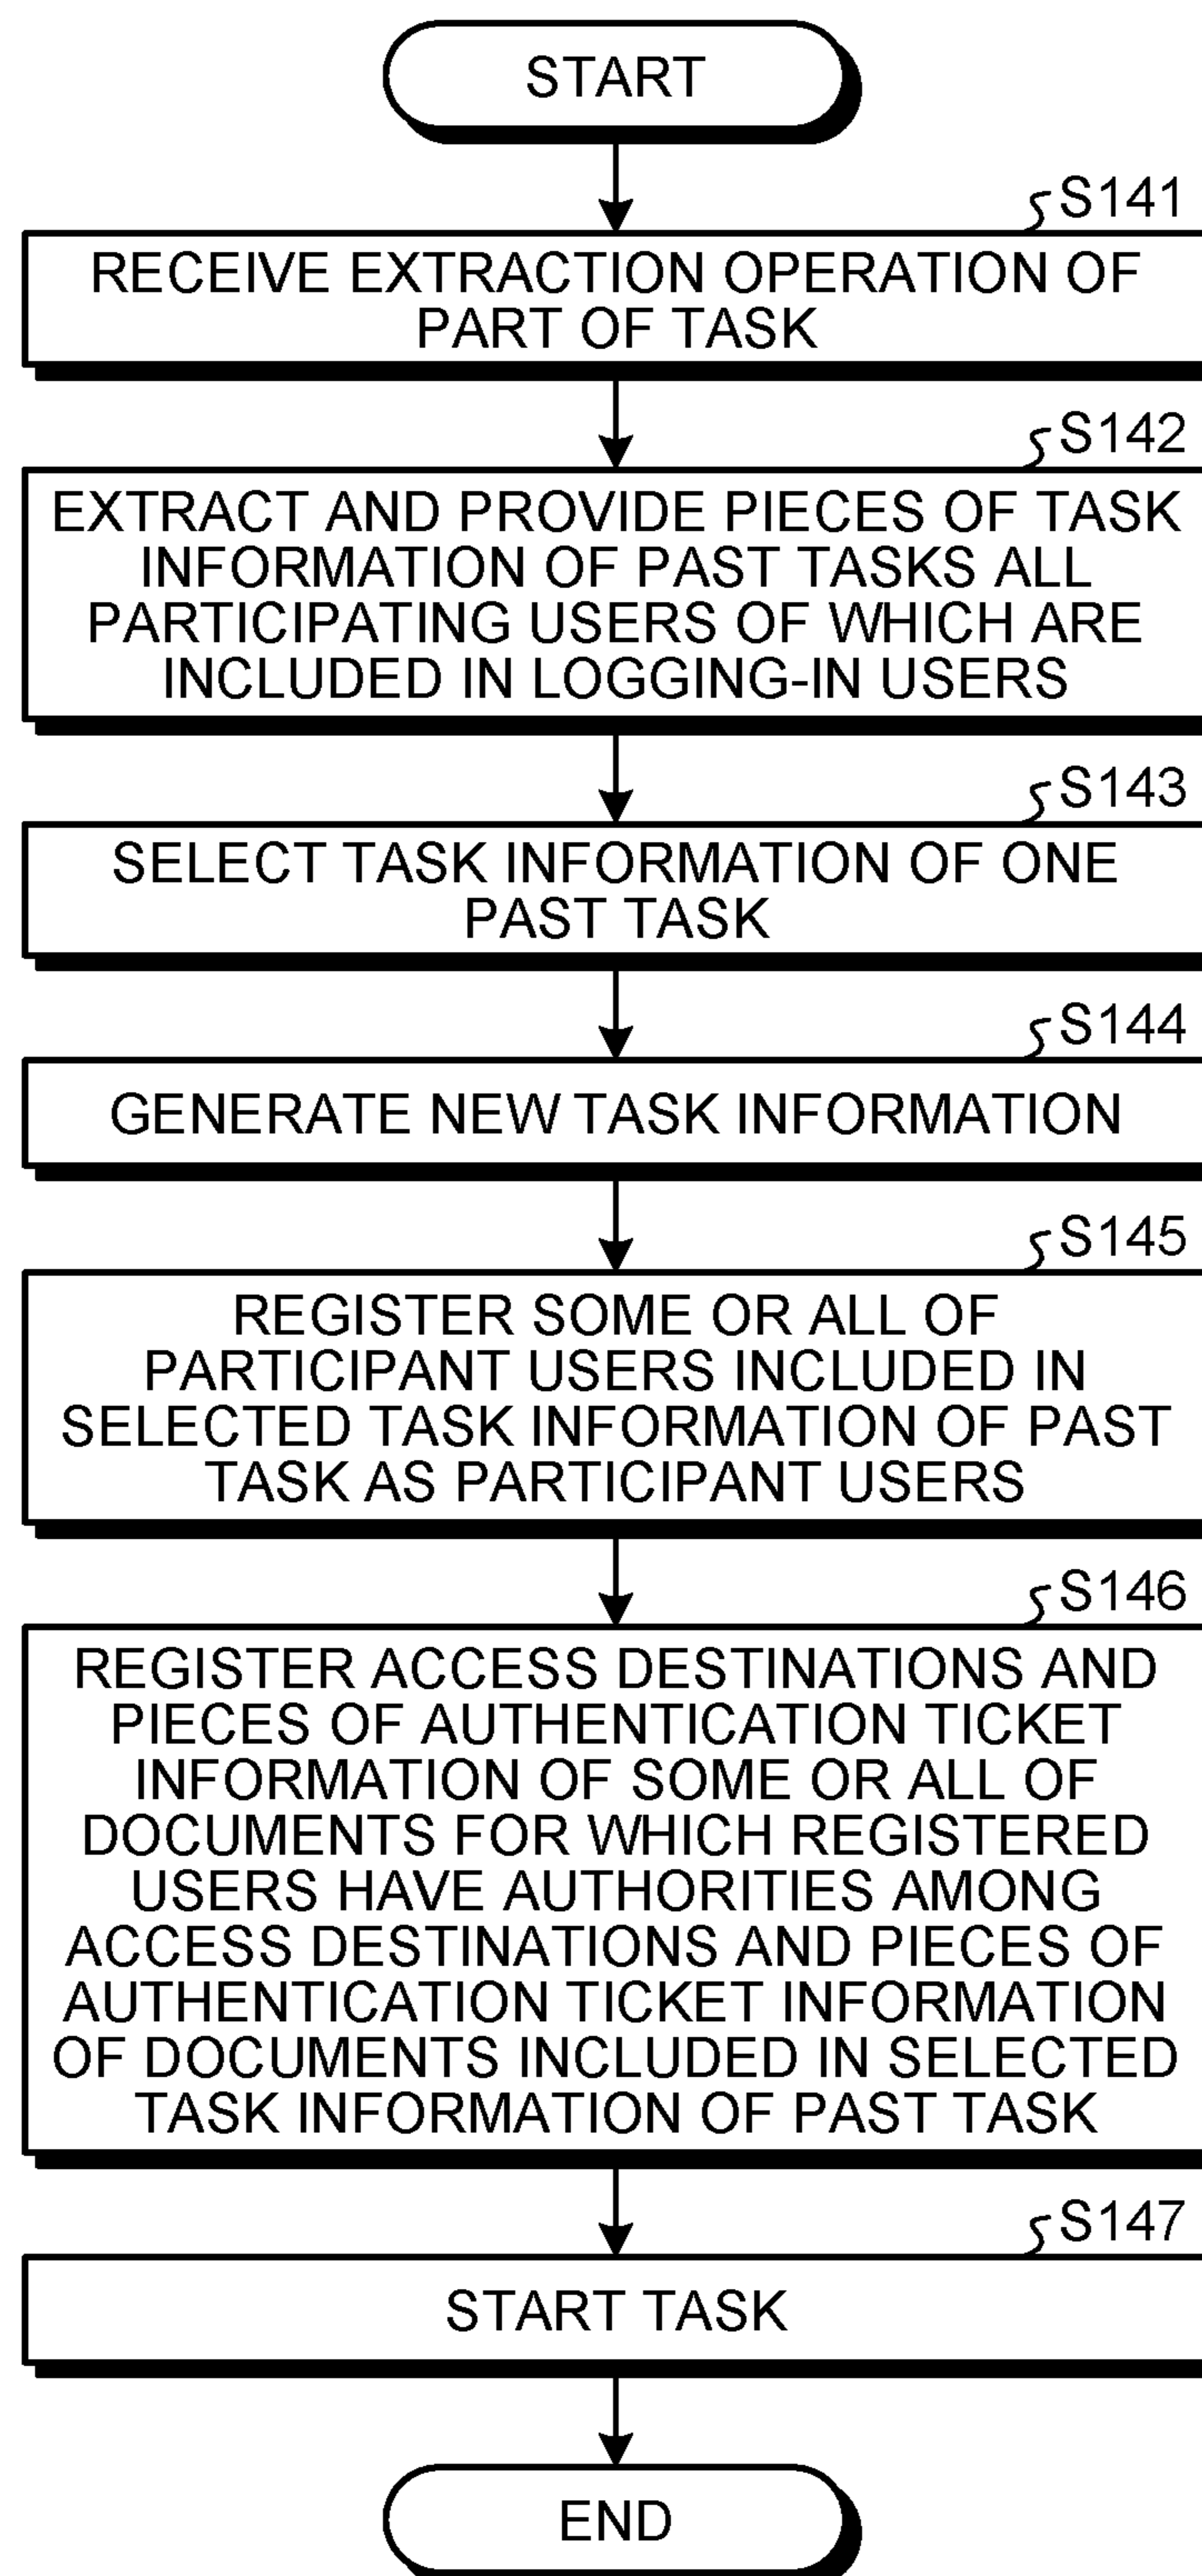 START
S141
RECEIVE EXTRACTION OPERATION OF
PART OF TASK
S142
EXTRACT AND PROVIDE PIECES OF TASK
INFORMATION OF PAST TASKS ALL
PARTICIPATING USERS OF WHICH ARE
INCLUDED IN LOGGING-IN USERS
S143
SELECT TASK INFORMATION OF ONE
PAST TASK
S144
GENERATE NEW TASK INFORMATION
S145
REGISTER SOME OR ALL OF
PARTICIPANT USERS INCLUDED IN
SELECTED TASK INFORMATION OF PAST
TASK AS PARTICIPANT USERS
S146
REGISTER ACCESS DESTINATIONS AND
PIECES OF AUTHENTICATION TICKET
INFORMATION OF SOME OR ALL OF
DOCUMENTS FOR WHICH REGISTERED
USERS HAVE AUTHORITIES AMONG
ACCESS DESTINATIONS AND PIECES OF
AUTHENTICATION TICKET INFORMATION
OF DOCUMENTS INCLUDED IN SELECTED
TASK INFORMATION OF PAST TASK
S147
START TASK
END